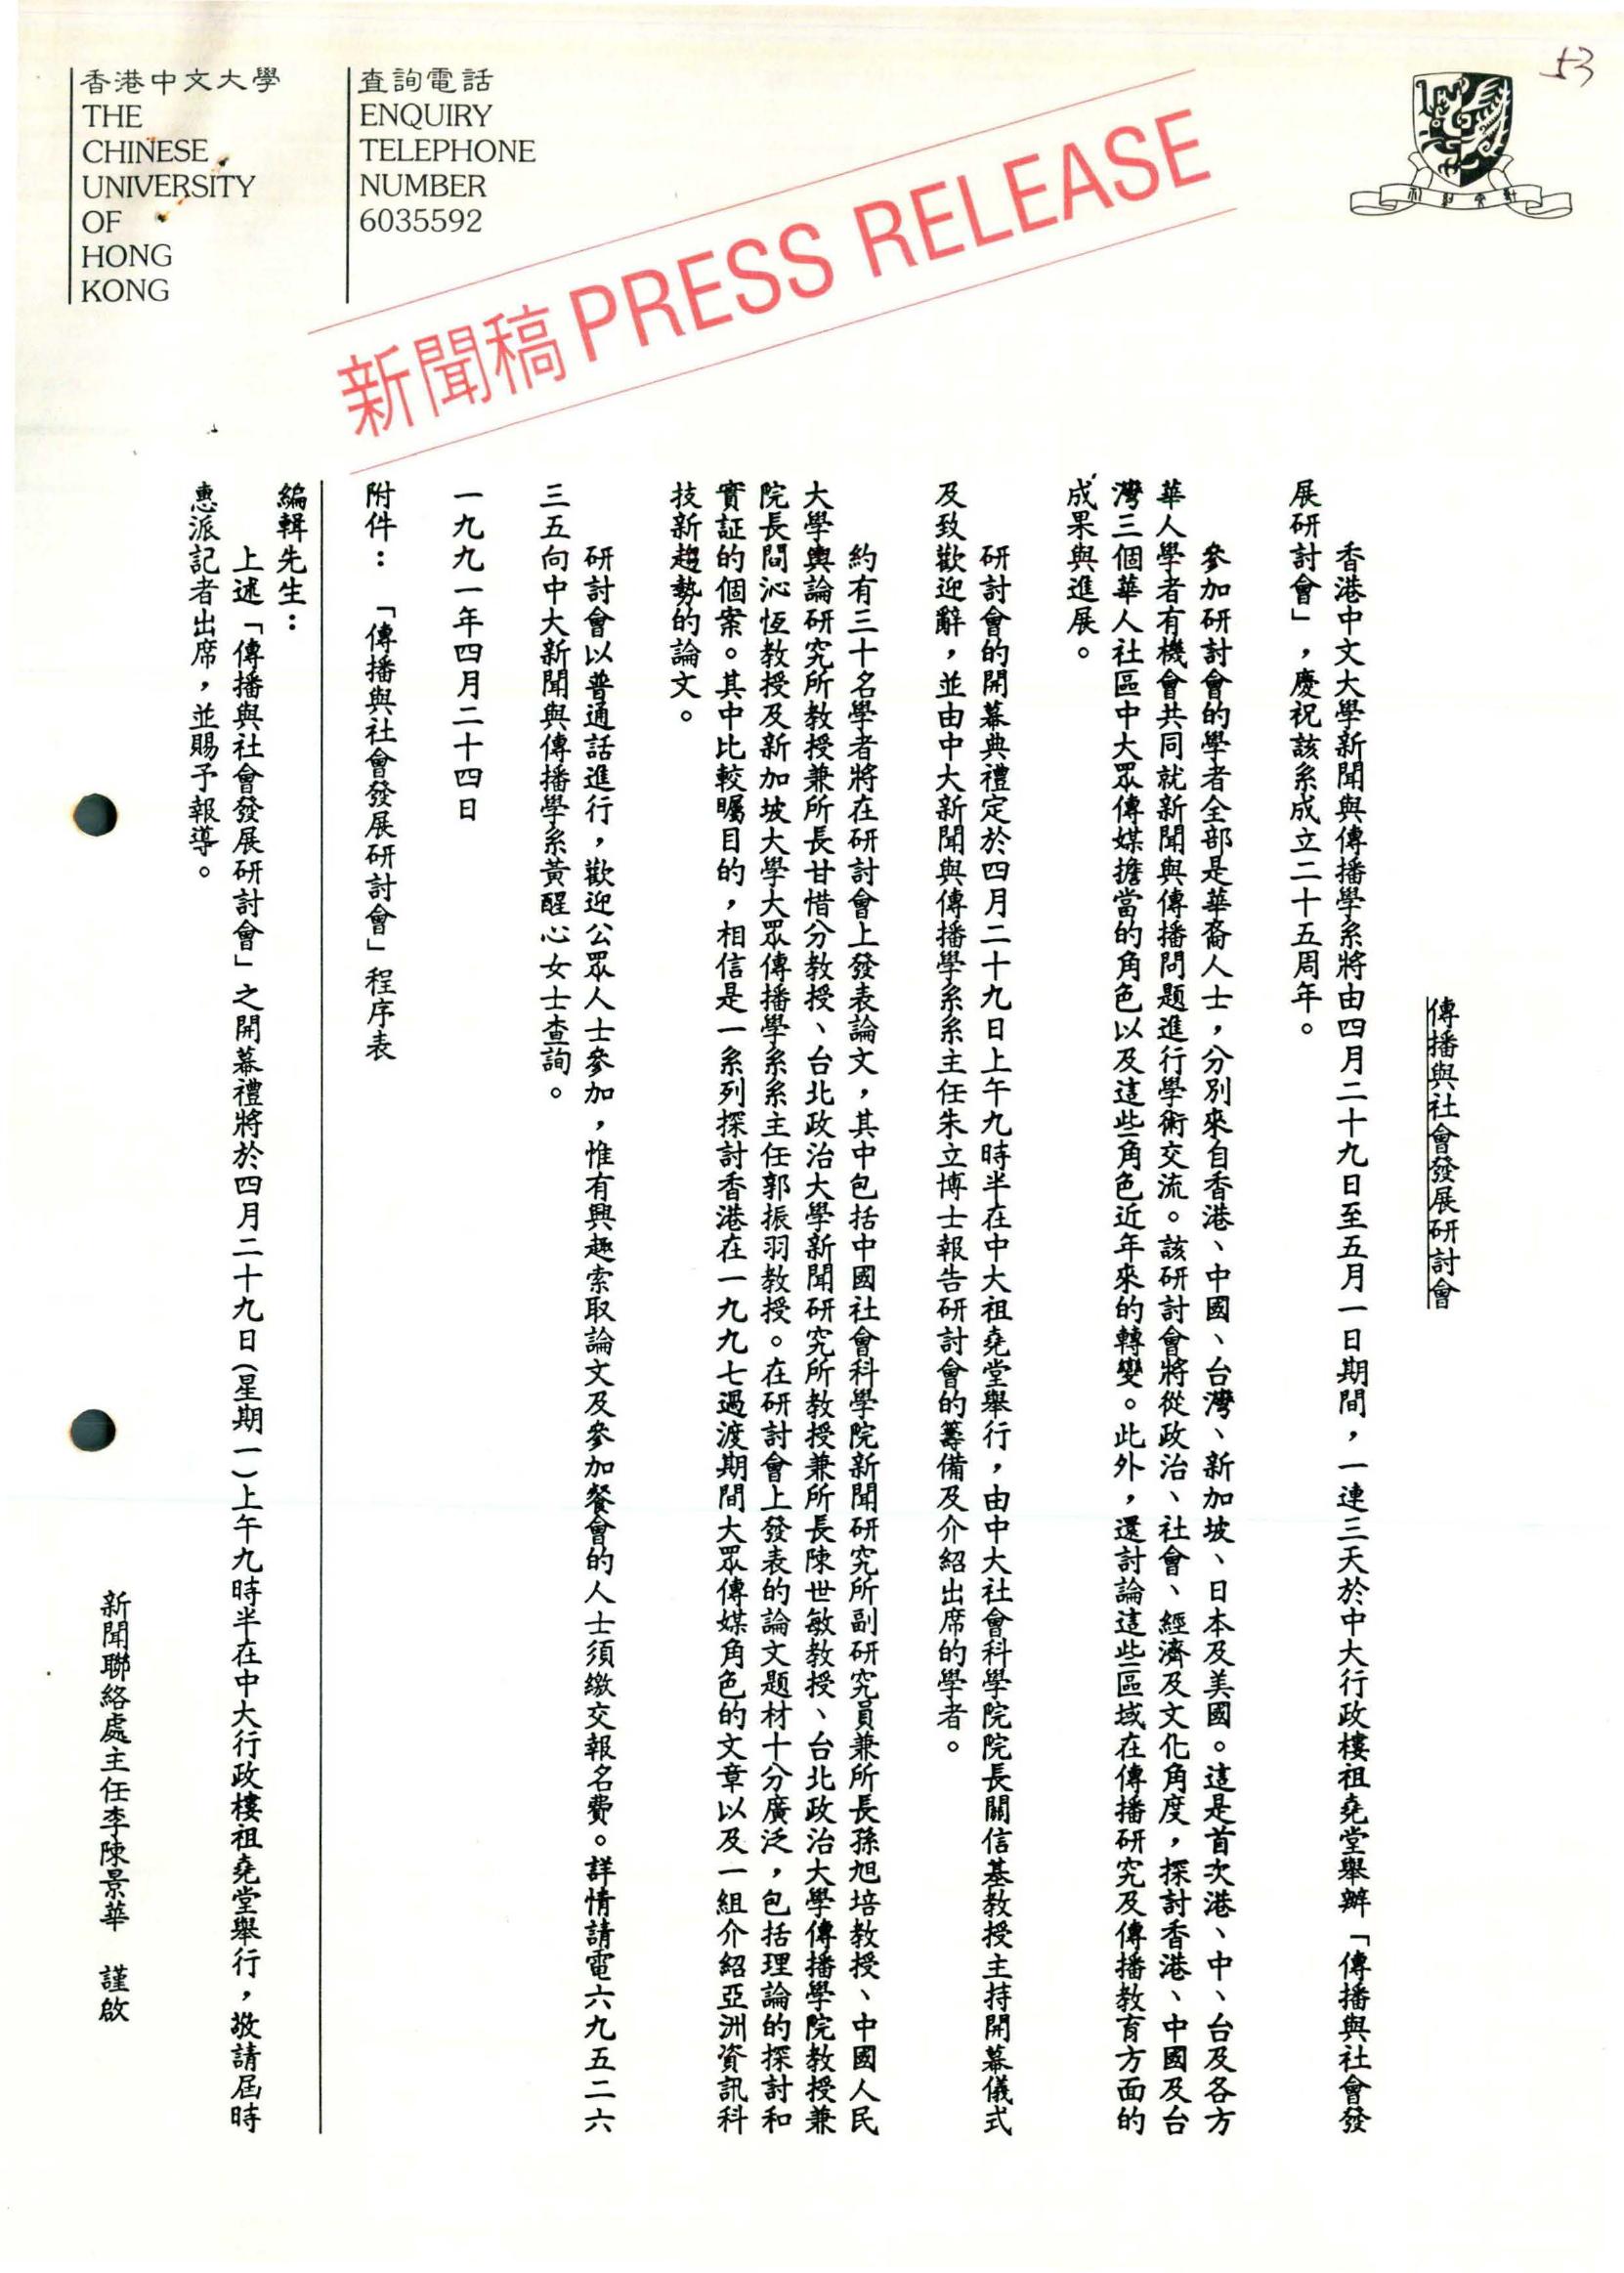 香港中文大學
THE
CHINESE
UNIVERSITY
OF
HONG
KONG
查詢電話
ENQUIRY
TELEPHONE
NUMBER
6035592
新聞稿 PRESS RELEASE
53
傳播與社會發展研討會
香港中文大學新聞與傳播學系將由四月二十九日至五月一日期間，一連三天於中大行政樓祖堯堂舉辦「傳播與社會發
展研討會」，慶祝該系成立二十五周年。
參加研討會的學者全部是華裔人士，分別來自香港、中國、台灣、新加坡、日本及美國。這是首次港、中、台及各方
華人學者有機會共同就新聞與傳播問題進行學術交流。該研討會將從政治、社會、經濟及文化角度，探討香港、中國及台
灣三個華人社區中大眾傳媒擔當的角色以及這些角色近年來的轉變。此外，還討論這些區域在傳播研究及傳播教育方面的
成果與進展。
研討會的開幕典禮定於四月二十九日上午九時半在中大祖堯堂舉行，由中大社會科學院院長關信基教授主持開幕儀式
及致歡迎辭，並由中大新聞與傳播學系系主任朱立博士報告研討會的籌備及介紹出席的學者。
約有三十名學者將在研討會上發表論文，其中包括中國社會科學院新聞研究所副研究員兼所長孫旭培教授、中國人民
大學輿論研究所教授兼所長甘惜分教授、台北政治大學新聞研究所教授兼所長陳世敏教授、台北政治大學傳播學院教授兼
院長閻沁恆教授及新加坡大學大眾傳播學系系主任郭振羽教授。在研討會上發表的論文題材十分廣泛，包括理論的探討和
實証的個案。其中比較矚目的，相信是一系列探討香港在一九九七過渡期間大眾傳媒角色的文章以及一組介紹亞洲資訊科
技新趨勢的論文。
研討會以普通話進行，歡迎公眾人士參加，惟有興趣索取論文及參加餐會的人士須繳交報名費。詳情請電六九五二六
三五向中大新聞與傳播學系黃醒心女士查詢。
一九九一年四月二十四日
附件：「傳播與社會發展研討會」程序表
編輯先生：
上述「傳播與社會發展研討會」之開幕禮將於四月二十九日(星期一)上午九時半在中大行政樓祖堯堂舉行，敬請屆時
惠派記者出席，並賜予報導。
新聞聯絡處主任李陳景華 謹啟